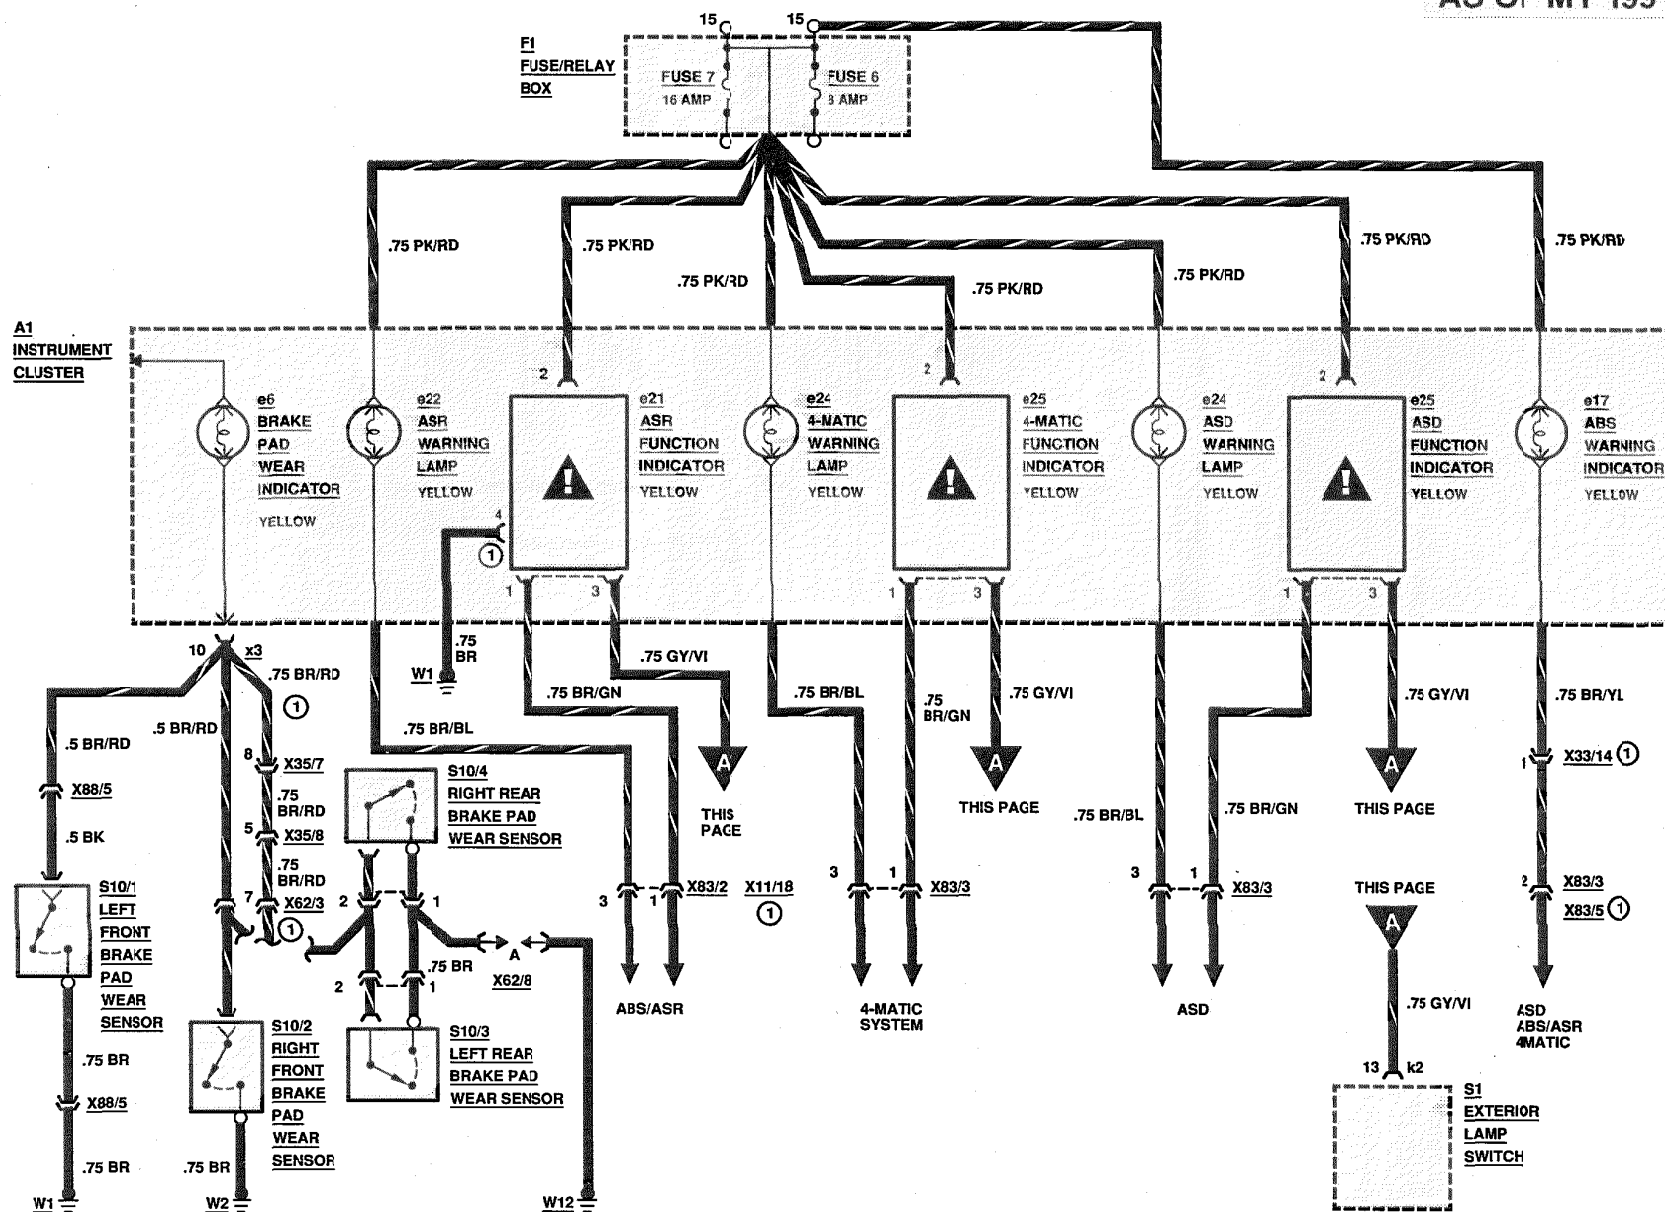 AS OF MY 199
F1
FUSE/RELAY
BOX
15
15
FUSE 7
16 AMP
FUSE 6
8 AMP
.75 PK/RD
.75 PK/RD
.75 PK/RD
.75 PK/RD
.75 PK/RD
.75 PK/RD
.75 PK/RD
A1
INSTRUMENT
CLUSTER
2
2
2
e6
BRAKE
PAD
WEAR
INDICATOR
YELLOW
e22
ASR
WARNING
LAMP
YELLOW
e21
ASR
FUNCTION
INDICATOR
YELLOW
e24
4-MATIC
WARNING
LAMP
YELLOW
e25
4-MATIC
FUNCTION
INDICATOR
YELLOW
e24
ASD
WARNING
LAMP
YELLOW
e25
ASD
FUNCTION
INDICATOR
YELLOW
e17
ABS
WARNING
INDICATOR
YELLOW
!
!
!
4
1
1 3
1 3
1 3
10 x3
.75 BR/RD
1
.5 BR/RD
.5 BR/RD
8 X35/7
.75
BR/RD
5 X35/8
.75
BR/RD
7 X62/3
1
X88/5
.5 BK
S10/1
LEFT
FRONT
BRAKE
PAD
WEAR
SENSOR
.75 BR
X88/5
.75 BR
W1
S10/2
RIGHT
FRONT
BRAKE
PAD
WEAR
SENSOR
.75 BR
W2
.75
BR
W1
.75 BR/BL
.75 BR/GN
.75 GY/VI
A
THIS
PAGE
S10/4
RIGHT REAR
BRAKE PAD
WEAR SENSOR
2 1
2 1
.75 BR
A
X62/8
S10/3
LEFT REAR
BRAKE PAD
WEAR SENSOR
W12
3 1 X83/2
X11/18
1
ABS/ASR
.75 BR/BL
.75
BR/GN
.75 GY/VI
A
THIS PAGE
3 1 X83/3
4-MATIC
SYSTEM
.75 BR/BL
.75 BR/GN
3 1 X83/3
ASD
.75 GY/VI
A
THIS PAGE
THIS PAGE
A
.75 GY/VI
13 k2
S1
EXTERIOR
LAMP
SWITCH
.75 BR/YL
1 X33/14 1
2 X83/3
X83/5 1
ASD
ABS/ASR
4MATIC